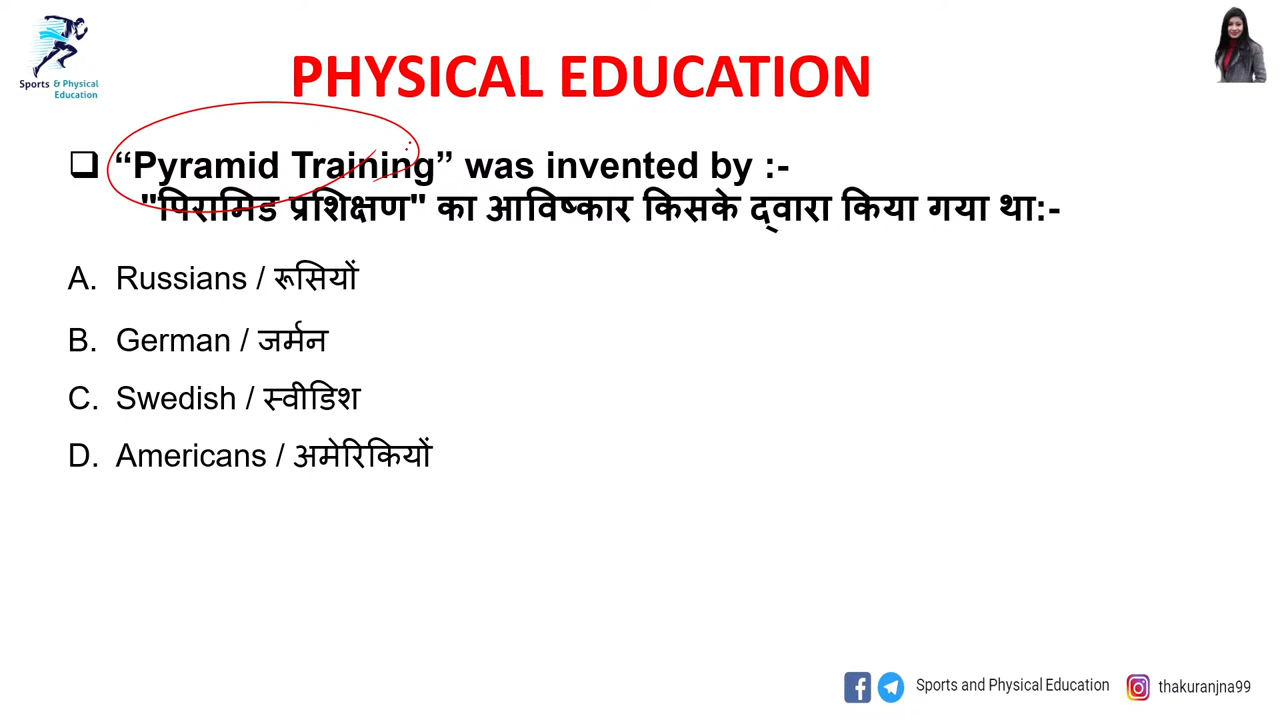 Sports & Physical
Education
PHYSICAL EDUCATION
“Pyramid Training” was invented by :-
"पिरामिड प्रशिक्षण" का आविष्कार किसके द्वारा किया गया था:-
A. Russians / रूसियों
B. German / जर्मन
C. Swedish / स्वीडिश
D. Americans / अमेरिकियों
Sports and Physical Education thakuranjna99